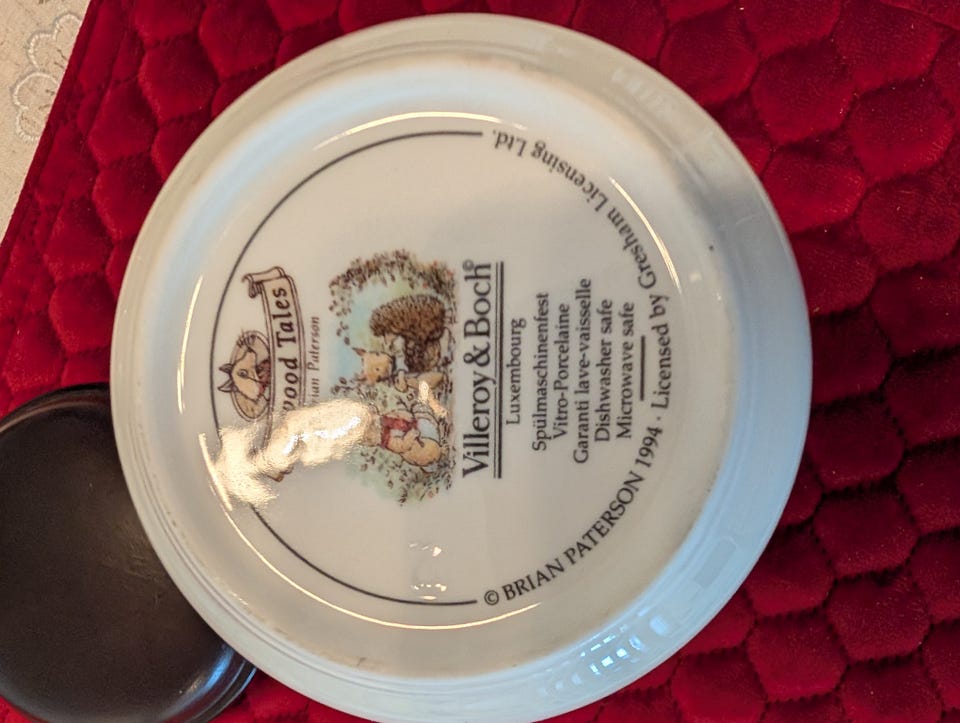 Tales
Paterson
Villeroy & Boch®
Luxembourg
Spülmaschinenfest
Vitro-Porcelaine
Garanti lave-vaisselle
Dishwasher safe
Microwave safe
© BRIAN PATERSON 1994 · Licensed by Gresham Licensing Ltd.